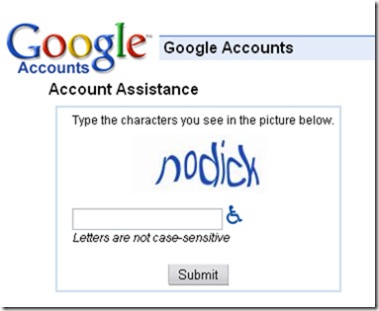 Google™
Accounts
Google Accounts
Account Assistance
Type the characters you see in the picture below.
nodick
Letters are not case-sensitive
Submit